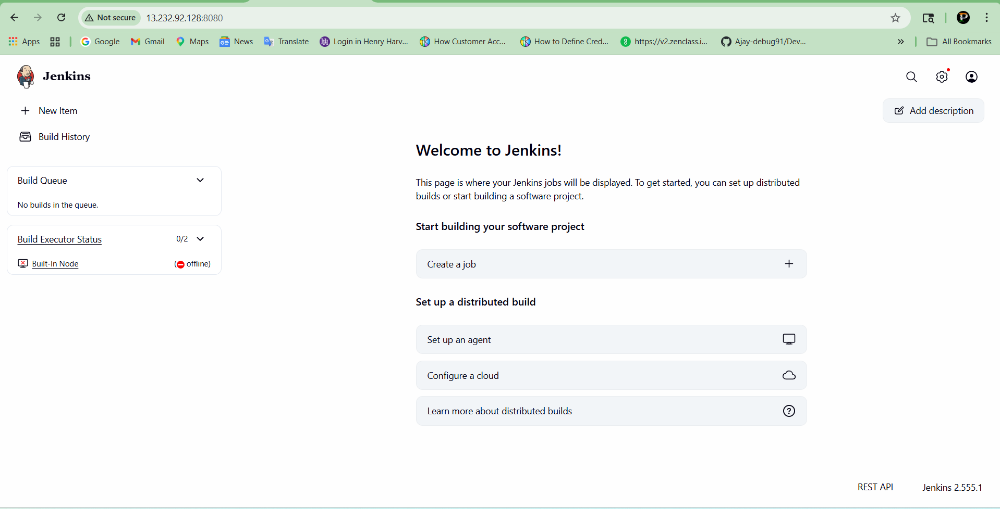 Not secure 13.232.92.128:8080
Apps Google Gmail Maps News Translate Login in Henry Harv... How Customer Acc... How to Define Cred... https://v2.zenclass.i... Ajay-debug91/Dev... » All Bookmarks
Jenkins
New Item
Add description
Build History
Welcome to Jenkins!
Build Queue
No builds in the queue.
This page is where your Jenkins jobs will be displayed. To get started, you can set up distributed
builds or start building a software project.
Build Executor Status 0/2
Built-In Node (offline)
Start building your software project
Create a job
Set up a distributed build
Set up an agent
Configure a cloud
Learn more about distributed builds
REST API Jenkins 2.555.1